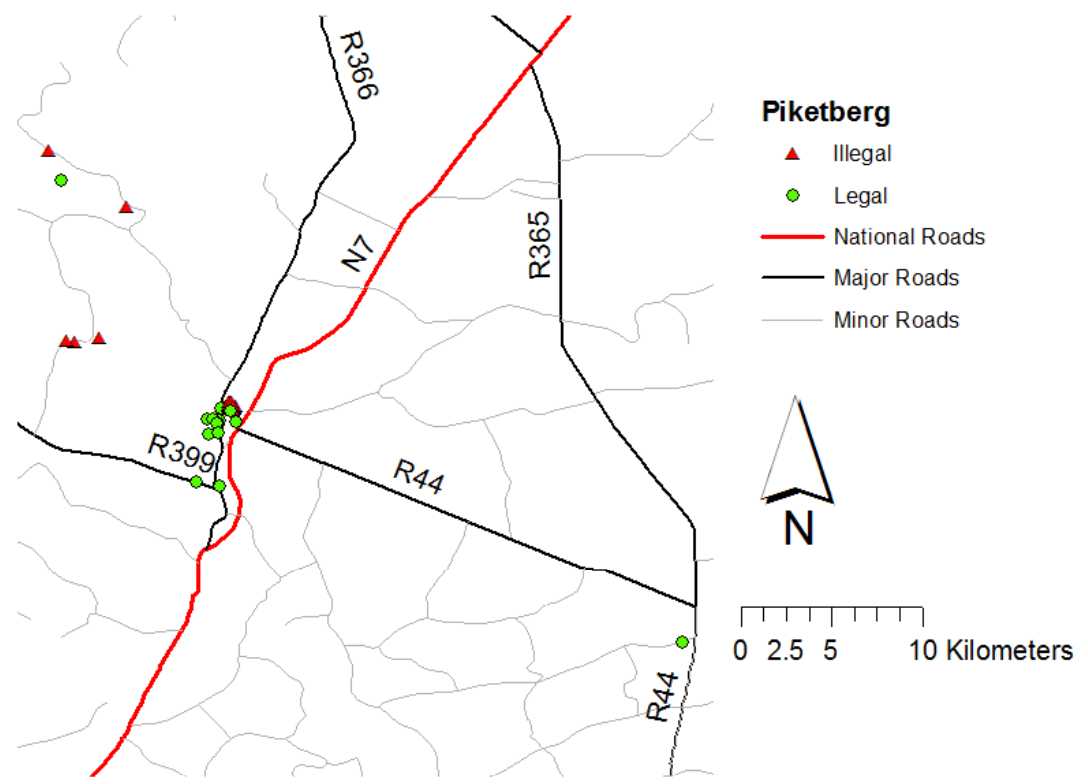 R366
N7
R365
R399
R44
R44
Piketberg
Illegal
Legal
National Roads
Major Roads
Minor Roads
N
0 2.5 5 10 Kilometers